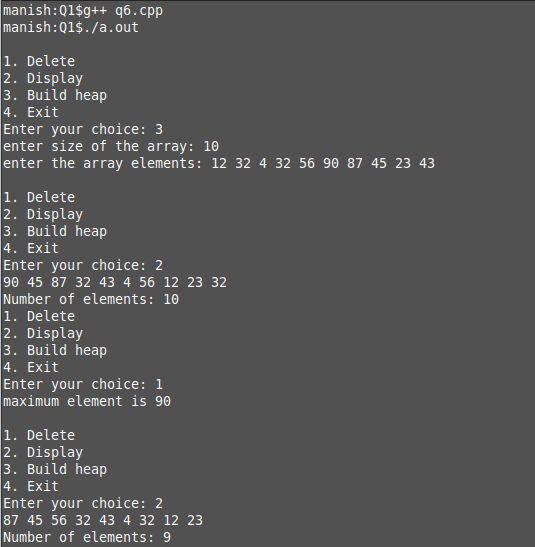 manish:Q1$g++ q6.cpp
manish:Q1$./a.out
1. Delete
2. Display
3. Build heap
4. Exit
Enter your choice: 3
enter size of the array: 10
enter the array elements: 12 32 4 32 56 90 87 45 23 43
1. Delete
2. Display
3. Build heap
4. Exit
Enter your choice: 2
90 45 87 32 43 4 56 12 23 32
Number of elements: 10
1. Delete
2. Display
3. Build heap
4. Exit
Enter your choice: 1
maximum element is 90
1. Delete
2. Display
3. Build heap
4. Exit
Enter your choice: 2
87 45 56 32 43 4 32 12 23
Number of elements: 9